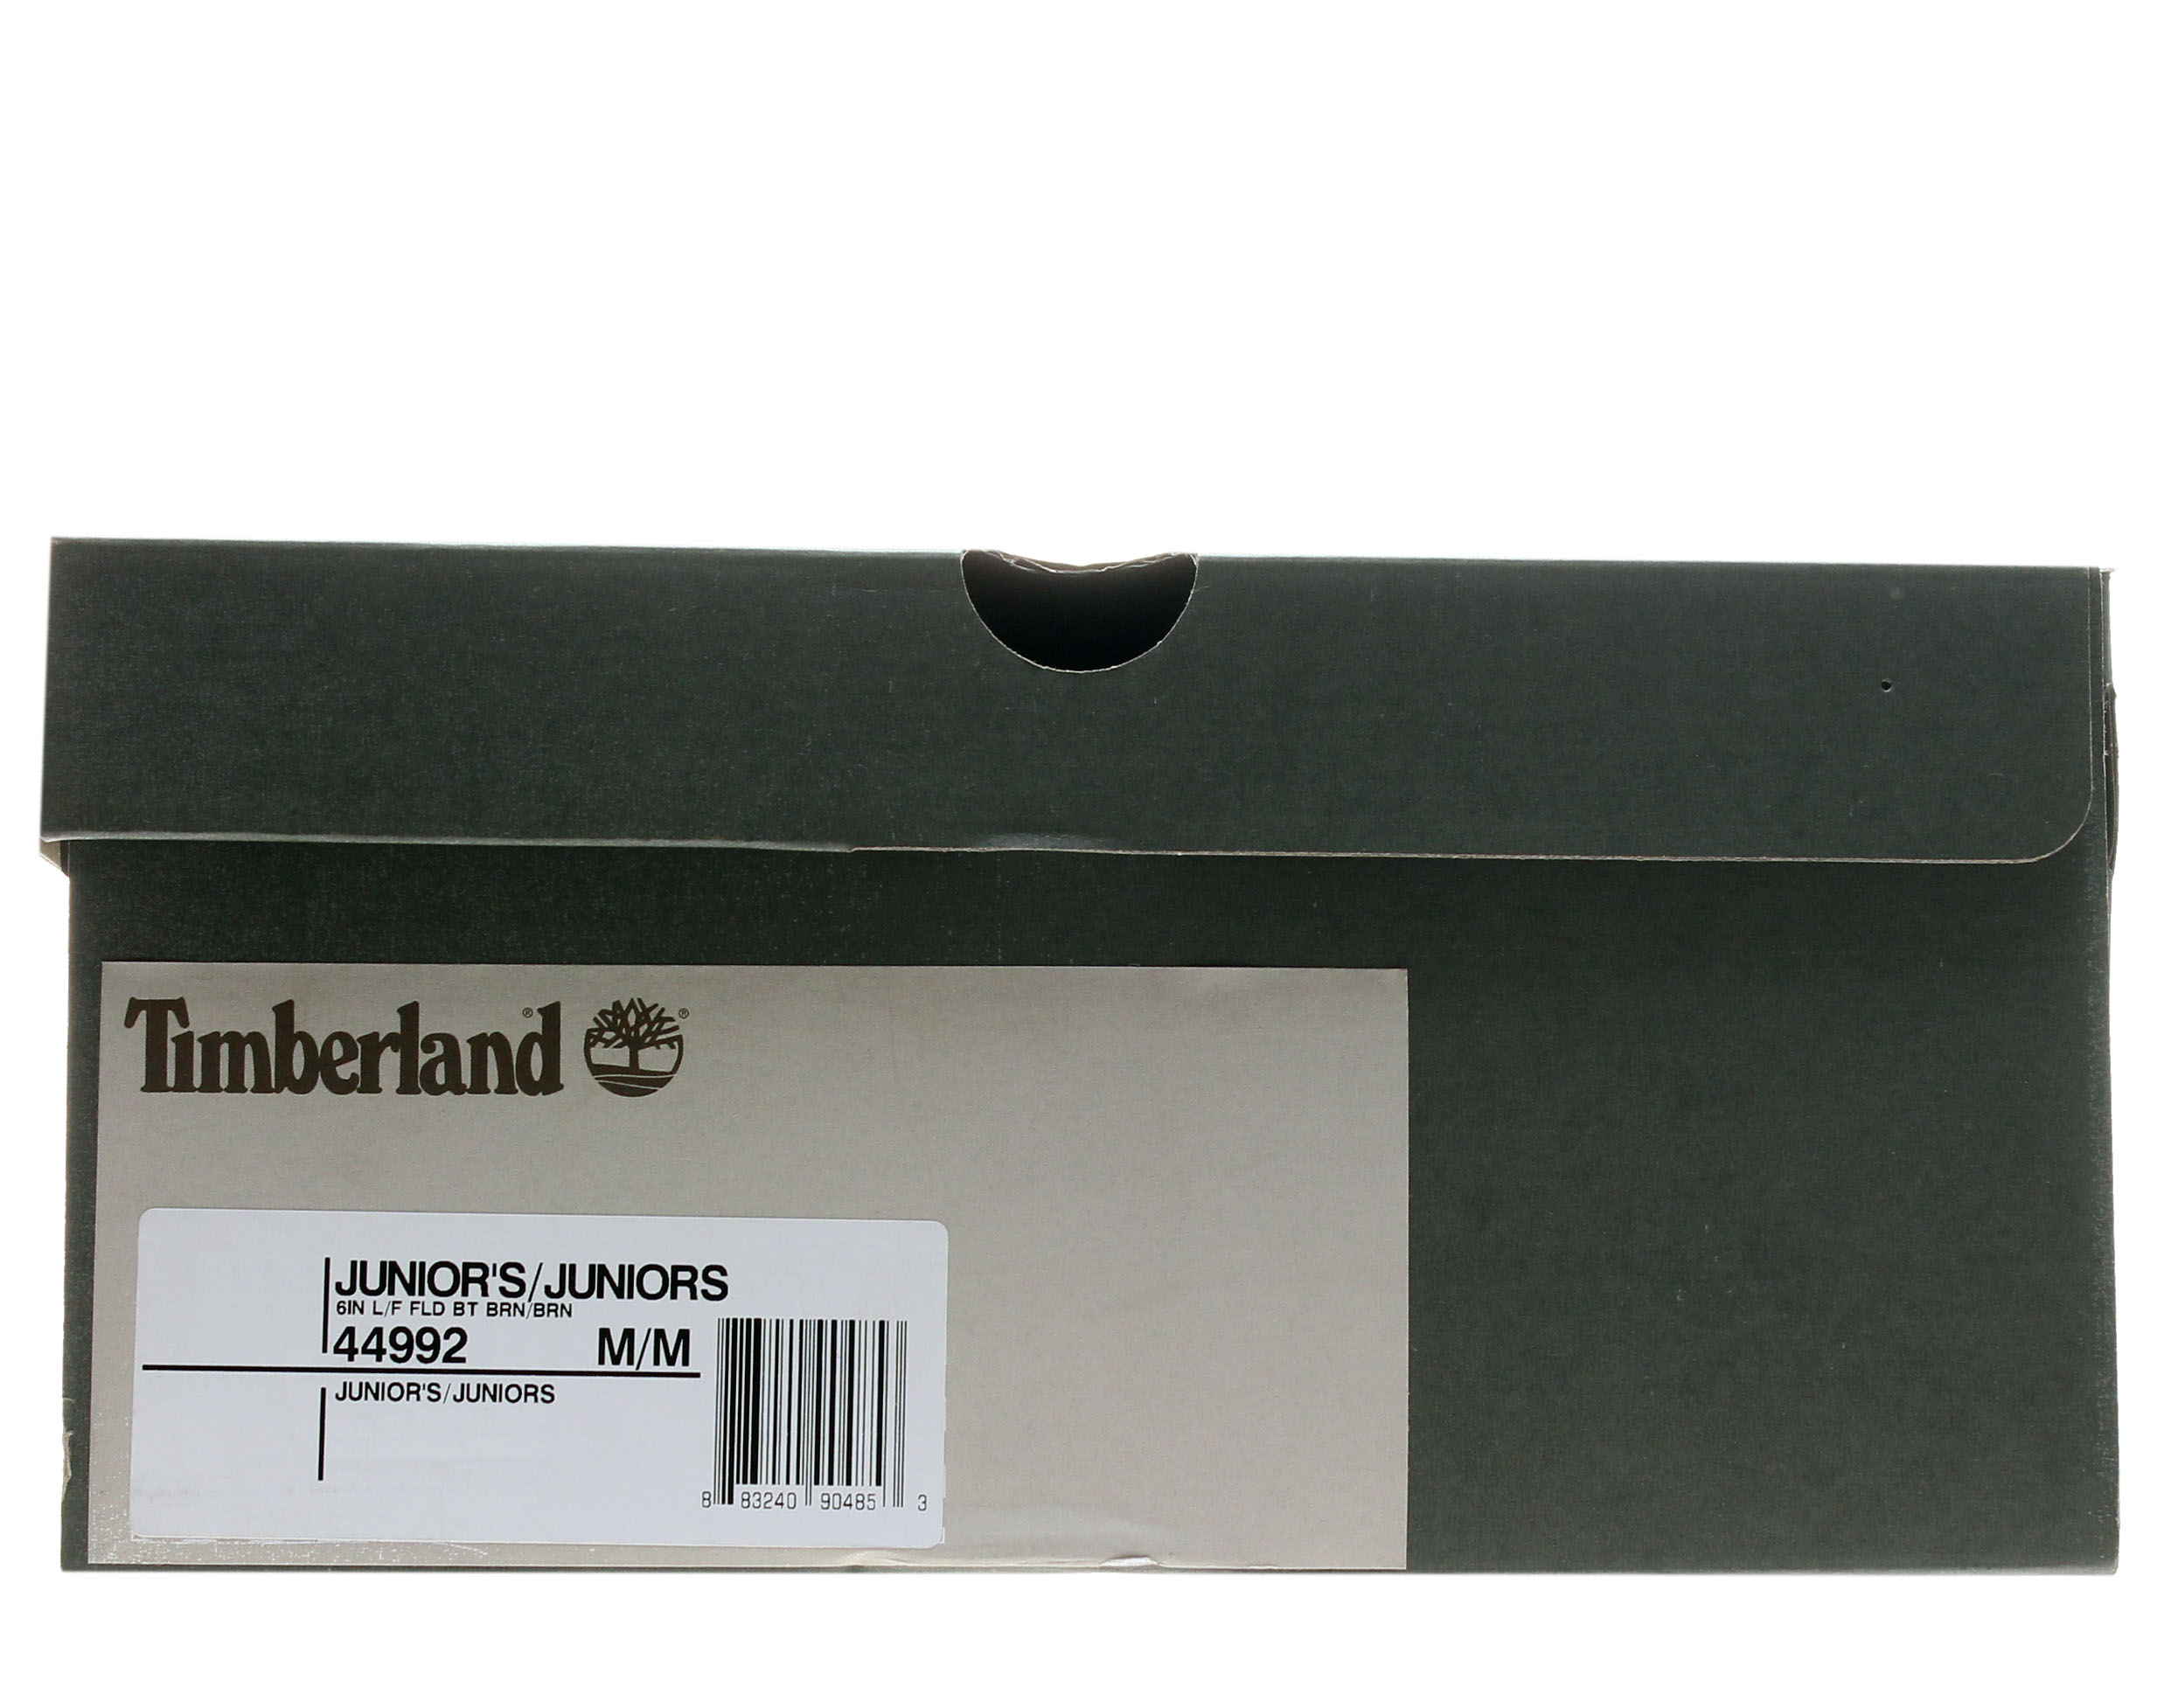 Timberland® ®
JUNIOR'S/JUNIORS
6IN L/F FLD BT BRN/BRN
44992 M/M
JUNIOR'S/JUNIORS
8 83240 90485 3